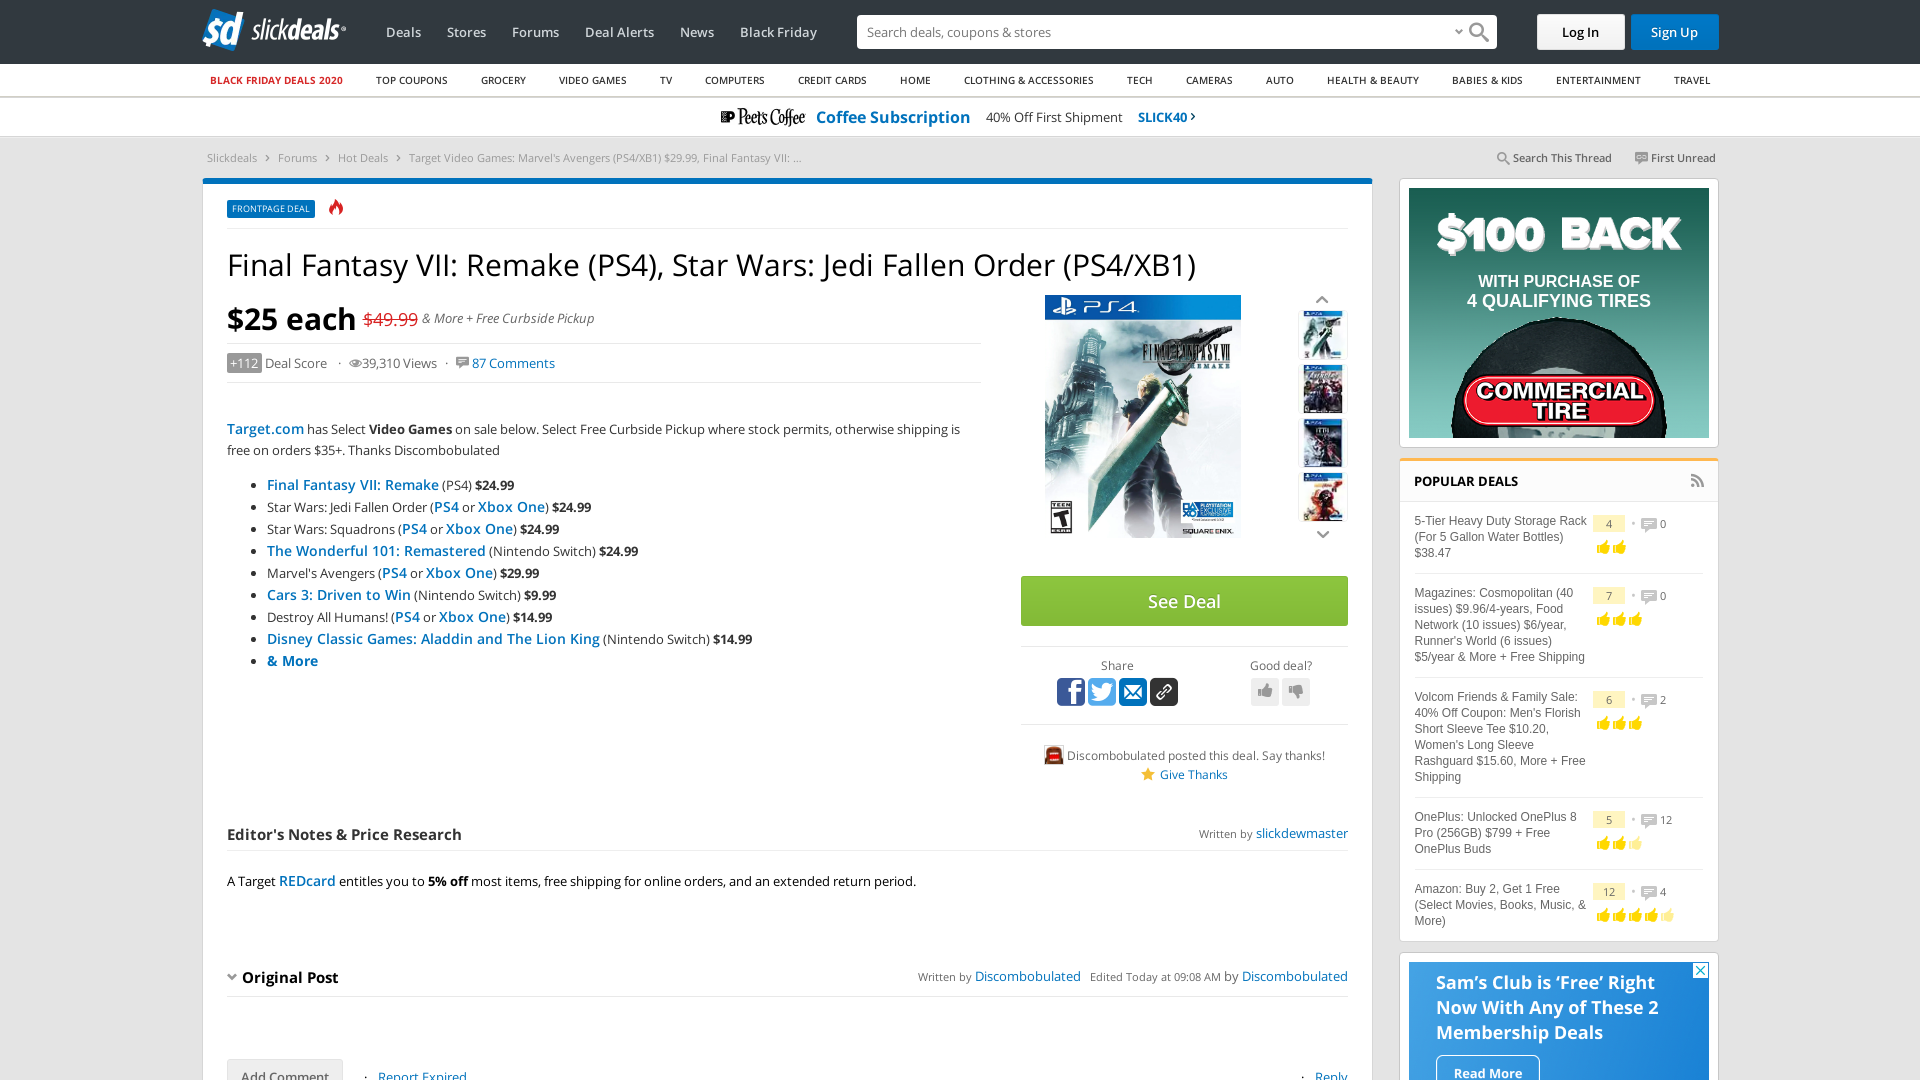 slickdeals
Deals
Stores
Forums
Deal Alerts
News
Black Friday
Search deals, coupons & stores
Log In
Sign Up
BLACK FRIDAY DEALS 2020
TOP COUPONS
GROCERY
VIDEO GAMES
TV
COMPUTERS
CREDIT CARDS
HOME
CLOTHING & ACCESSORIES
TECH
CAMERAS
AUTO
HEALTH & BEAUTY
BABIES & KIDS
ENTERTAINMENT
TRAVEL
Peet's Coffee Coffee Subscription 40% Off First Shipment SLICK40
Slickdeals > Forums > Hot Deals > Target Video Games: Marvel's Avengers (PS4/XB1) $29.99, Final Fantasy VII: ...
Search This Thread
First Unread
FRONTPAGE DEAL
Final Fantasy VII: Remake (PS4), Star Wars: Jedi Fallen Order (PS4/XB1)
$25 each $49.99 & More + Free Curbside Pickup
+112 Deal Score · 39,310 Views · 87 Comments
Target.com has Select Video Games on sale below. Select Free Curbside Pickup where stock permits, otherwise shipping is
free on orders $35+. Thanks Discombobulated
Final Fantasy VII: Remake (PS4) $24.99
Star Wars: Jedi Fallen Order (PS4 or Xbox One) $24.99
Star Wars: Squadrons (PS4 or Xbox One) $24.99
The Wonderful 101: Remastered (Nintendo Switch) $24.99
Marvel's Avengers (PS4 or Xbox One) $29.99
Cars 3: Driven to Win (Nintendo Switch) $9.99
Destroy All Humans! (PS4 or Xbox One) $14.99
Disney Classic Games: Aladdin and The Lion King (Nintendo Switch) $14.99
& More
PS4
FINAL FANTASY VII
REMAKE
TEEN
T
PLAYSTATION
SQUARE ENIX.
See Deal
Share
Good deal?
Discombobulated posted this deal. Say thanks!
Give Thanks
Editor's Notes & Price Research
Written by slickdewmaster
A Target REDcard entitles you to 5% off most items, free shipping for online orders, and an extended return period.
Original Post
Written by Discombobulated Edited Today at 09:08 AM by Discombobulated
Add Comment
· Report Expired
· Reply
$100 BACK
WITH PURCHASE OF
4 QUALIFYING TIRES
COMMERCIAL
TIRE
POPULAR DEALS
5-Tier Heavy Duty Storage Rack
(For 5 Gallon Water Bottles)
$38.47
4 • 0
Magazines: Cosmopolitan (40
issues) $9.96/4-years, Food
Network (10 issues) $6/year,
Runner's World (6 issues)
$5/year & More + Free Shipping
7 • 0
Volcom Friends & Family Sale:
40% Off Coupon: Men's Florish
Short Sleeve Tee $10.20,
Women's Long Sleeve
Rashguard $15.60, More + Free
Shipping
6 • 2
OnePlus: Unlocked OnePlus 8
Pro (256GB) $799 + Free
OnePlus Buds
5 • 12
Amazon: Buy 2, Get 1 Free
(Select Movies, Books, Music, &
More)
12 • 4
Sam's Club is ‘Free’ Right
Now With Any of These 2
Membership Deals
Read More